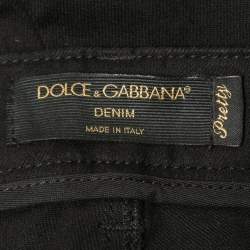 DOLCE & GABBANA®
DENIM
MADE IN ITALY
Pretty